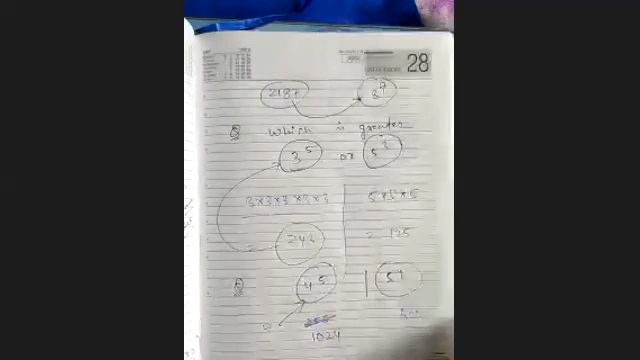 28
2187 3⁷
Q Which is greater
3⁵ or 5³
3×3×3×3×3 5×5×5
= 243 = 125
Q 4⁵ | 5⁴
1024